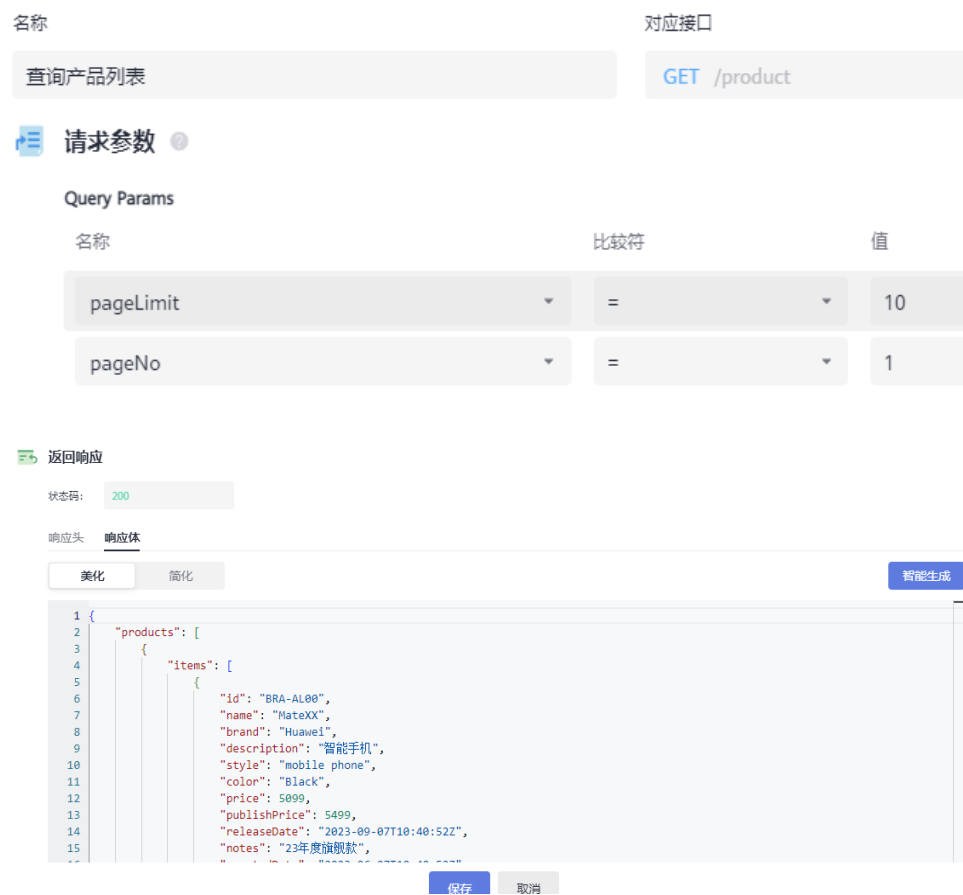 名称 对应接口
查询产品列表 GET /product
请求参数 ?
Query Params
名称 比较符 值
pageLimit = 10
pageNo = 1
返回响应
状态码: 200
响应头 响应体
美化 简化 智能生成
1 {
2 "products": [
3 {
4 "items": [
5 {
6 "id": "BRA-AL00",
7 "name": "MateXX",
8 "brand": "Huawei",
9 "description": "智能手机",
10 "style": "mobile phone",
11 "color": "Black",
12 "price": 5099,
13 "publishPrice": 5499,
14 "releaseDate": "2023-09-07T10:40:52Z",
15 "notes": "23年度旗舰款",
保存 取消